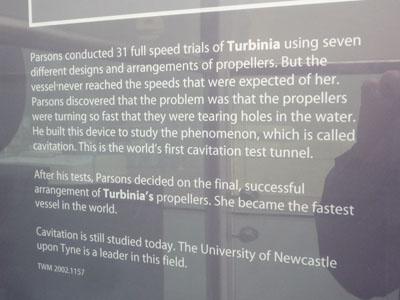 Parsons conducted 31 full speed trials of Turbinia using seven
different designs and arrangements of propellers. But the
vessel never reached the speeds that were expected of her.
Parsons discovered that the problem was that the propellers
were turning so fast that they were tearing holes in the water.
He built this device to study the phenomenon, which is called
cavitation. This is the world's first cavitation test tunnel.
After his tests, Parsons decided on the final, successful
arrangement of Turbinia's propellers. She became the fastest
vessel in the world.
Cavitation is still studied today. The University of Newcastle
upon Tyne is a leader in this field.
TWM 2002.1157